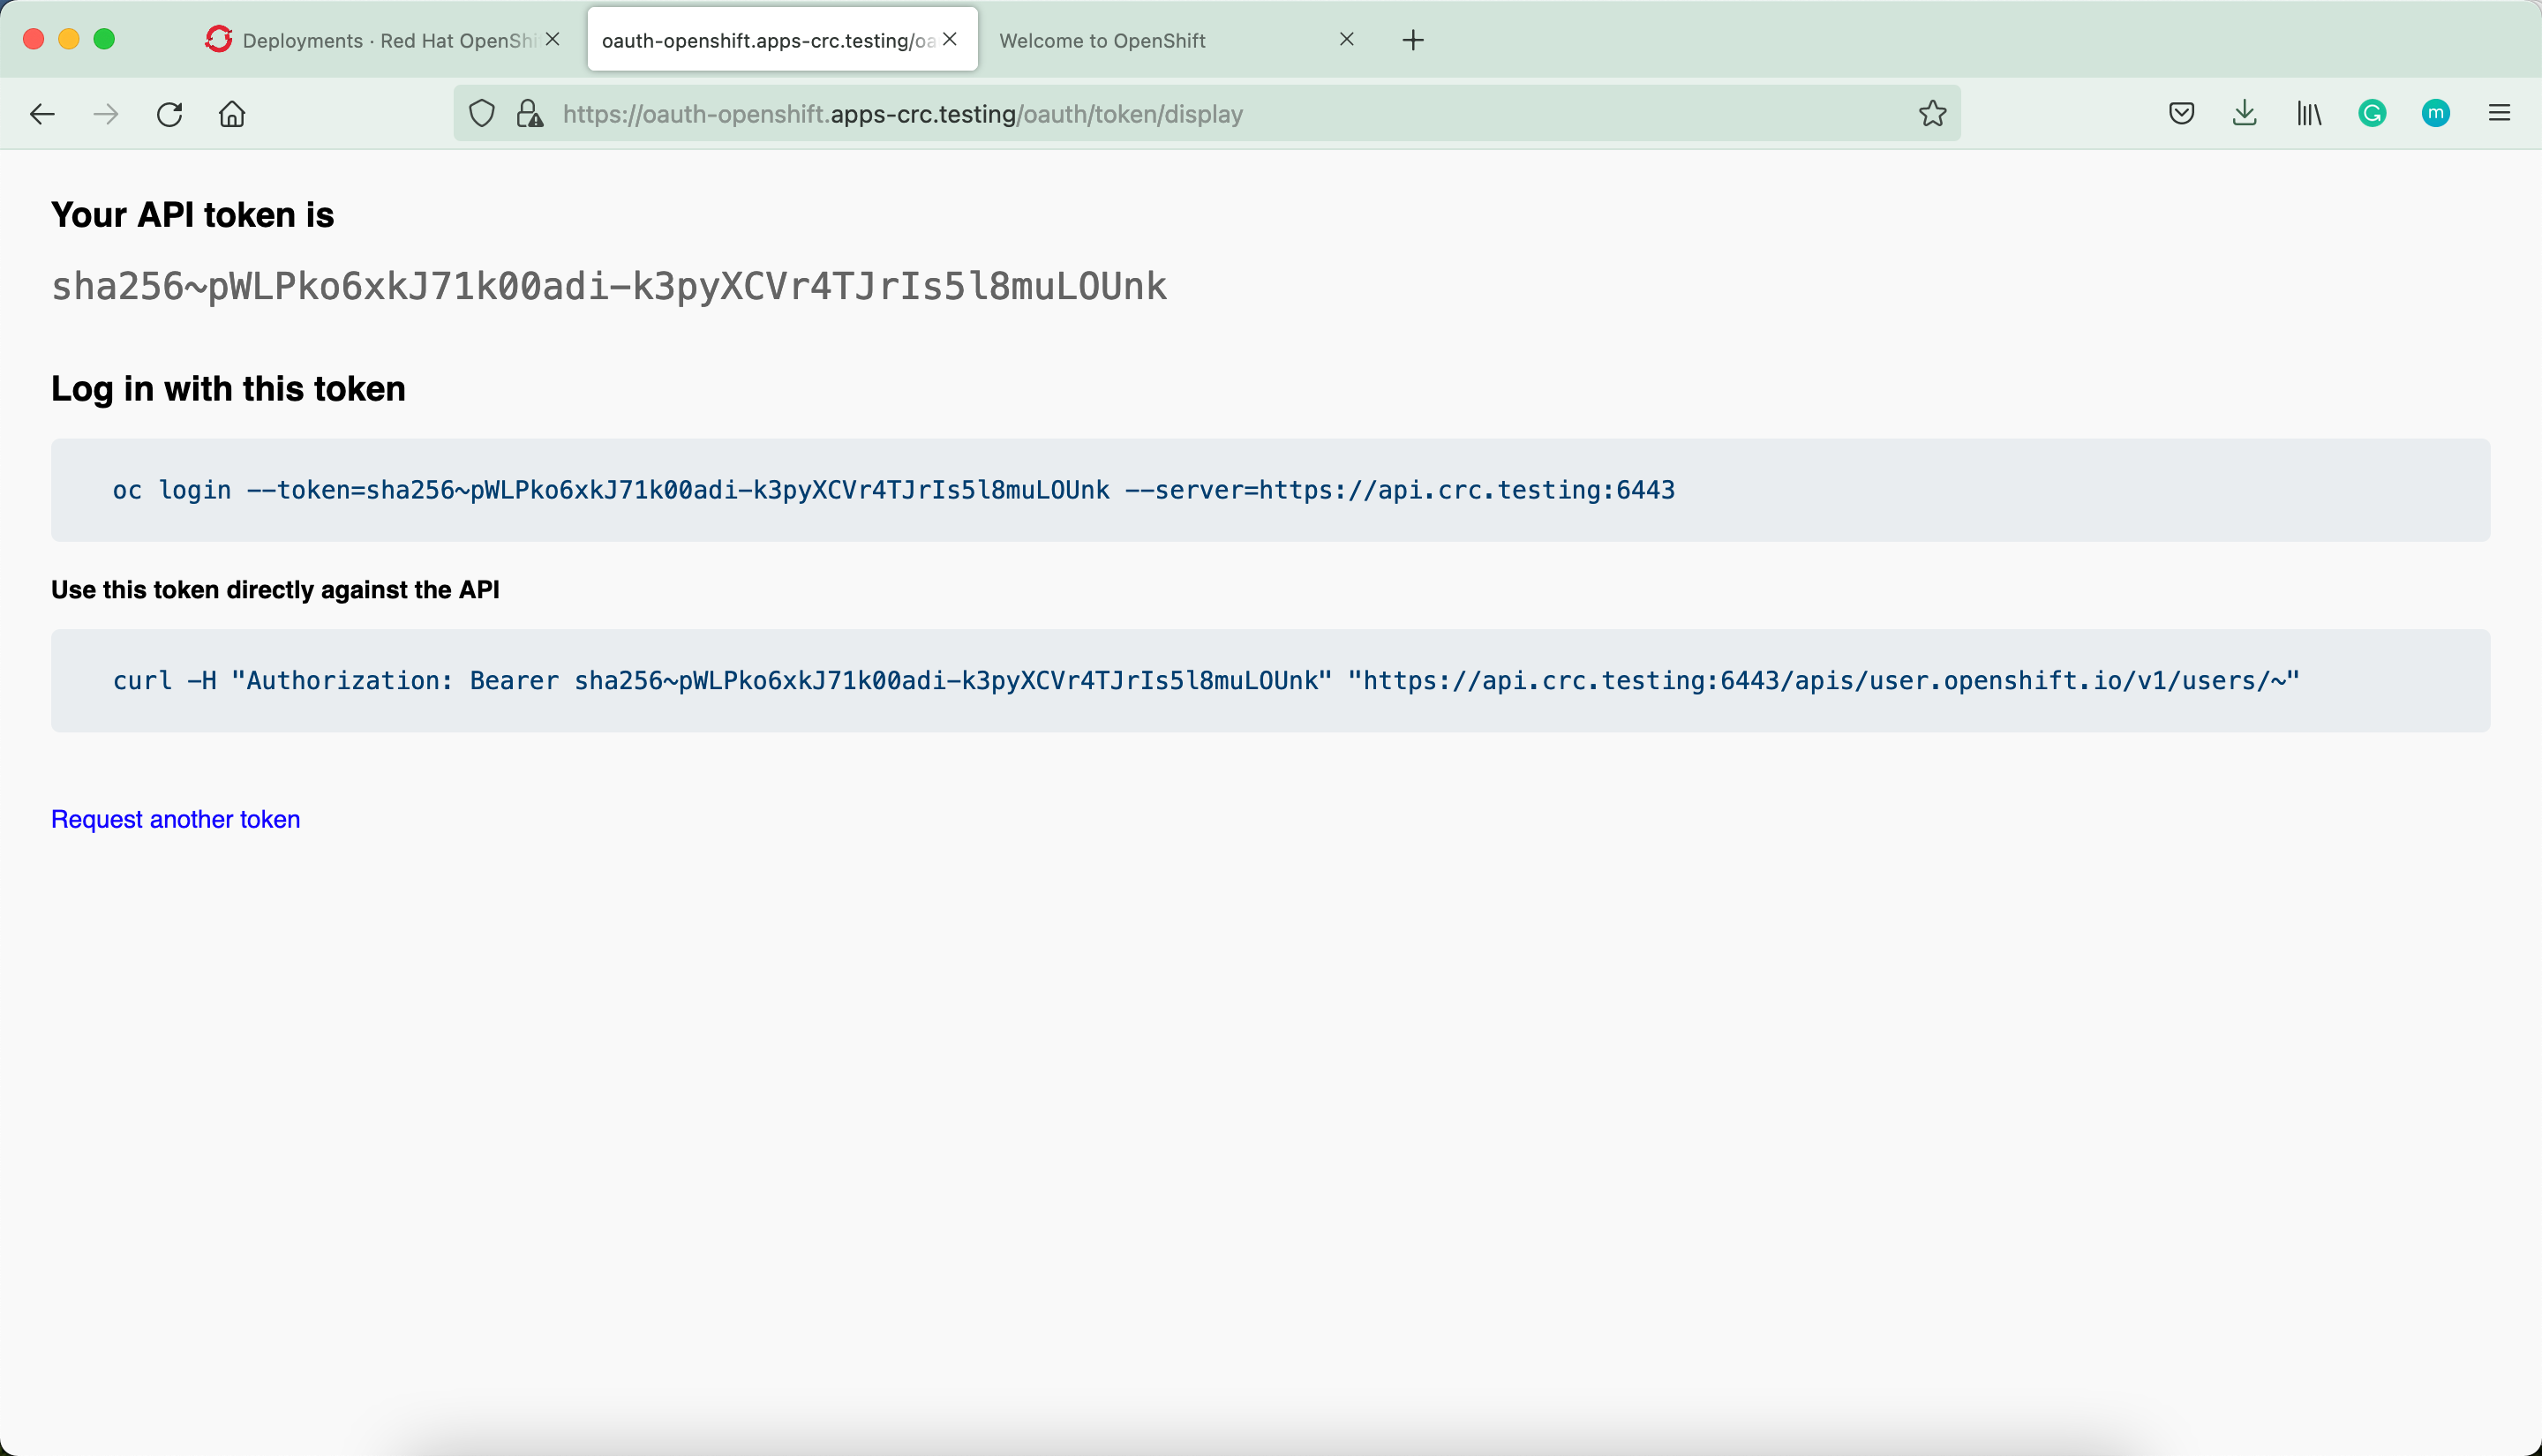 Deployments · Red Hat OpenShi
oauth-openshift.apps-crc.testing/oa
Welcome to OpenShift
https://oauth-openshift.apps-crc.testing/oauth/token/display
m
Your API token is
sha256~pWLPko6xkJ71k00adi-k3pyXCVr4TJrIs5l8muLOUnk
Log in with this token
oc login --token=sha256~pWLPko6xkJ71k00adi-k3pyXCVr4TJrIs5l8muLOUnk --server=https://api.crc.testing:6443
Use this token directly against the API
curl -H "Authorization: Bearer sha256~pWLPko6xkJ71k00adi-k3pyXCVr4TJrIs5l8muLOUnk" "https://api.crc.testing:6443/apis/user.openshift.io/v1/users/~"
Request another token